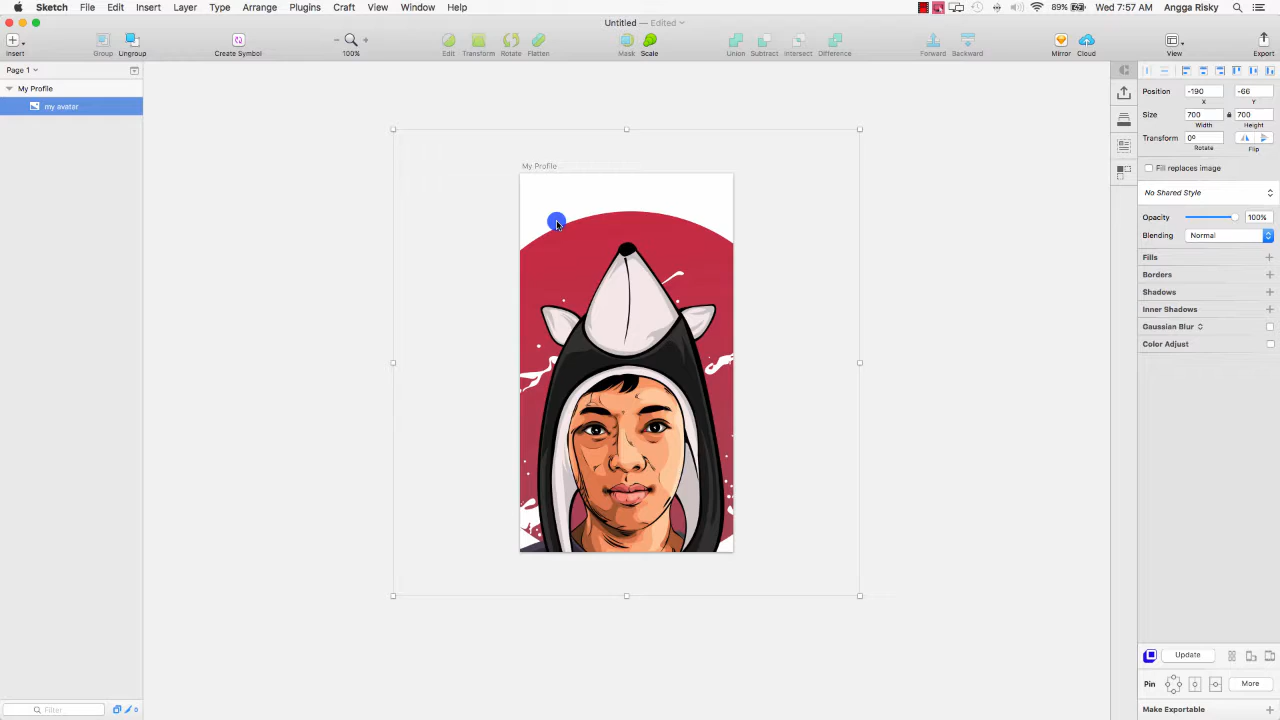 Sketch File Edit Insert Layer Type Arrange Plugins Craft View Window Help 89% Wed 7:57 AM Angga Risky
Untitled — Edited
Insert Group Ungroup Create Symbol 100% Edit Transform Rotate Flatten Mask Scale Union Subtract Intersect Difference Forward Backward Mirror Cloud View Export
Page 1
My Profile
my avatar
My Profile
Position -190 -66
X Y
Size 700 700
Width Height
Transform 0º
Rotate Flip
Fill replaces image
No Shared Style
Opacity 100%
Blending Normal
Fills
Borders
Shadows
Inner Shadows
Gaussian Blur
Color Adjust
Update
Pin More
Filter 0
Make Exportable